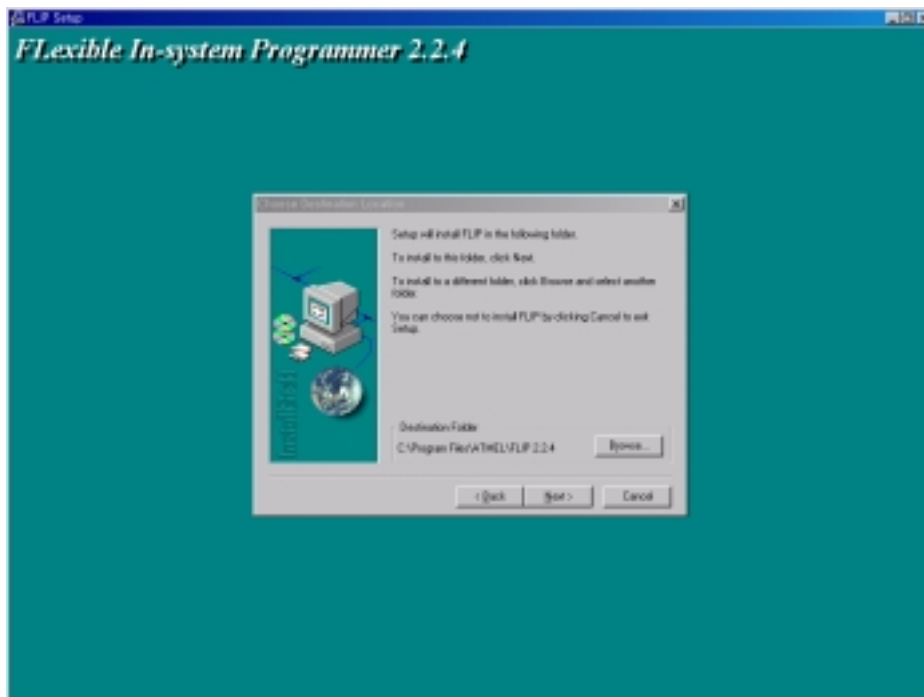 FLIP Setup
FLexible In-system Programmer 2.2.4
Choose Destination Location
Setup will install FLIP in the following folder.
To install to this folder, click Next.
To install to a different folder, click Browse and select another
folder.
You can choose not to install FLIP by clicking Cancel to exit
Setup.
InstallShield
Destination Folder
C:\Program Files\ATMEL\FLIP 2.2.4
Browse...
< Back
Next >
Cancel